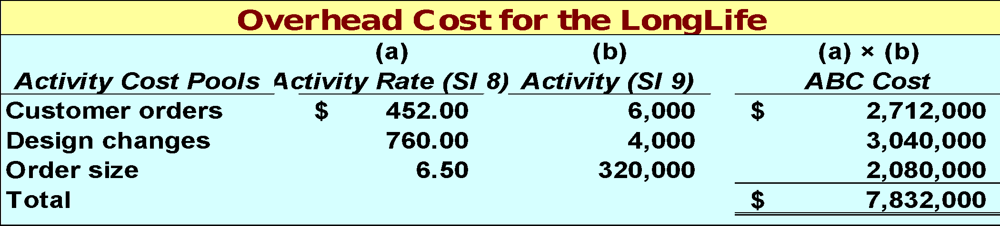 Overhead Cost for the LongLife
(a) (b) (a) × (b)
Activity Cost Pools Activity Rate (SI 8) Activity (SI 9) ABC Cost
Customer orders $ 452.00 6,000 $ 2,712,000
Design changes 760.00 4,000 3,040,000
Order size 6.50 320,000 2,080,000
Total $ 7,832,000